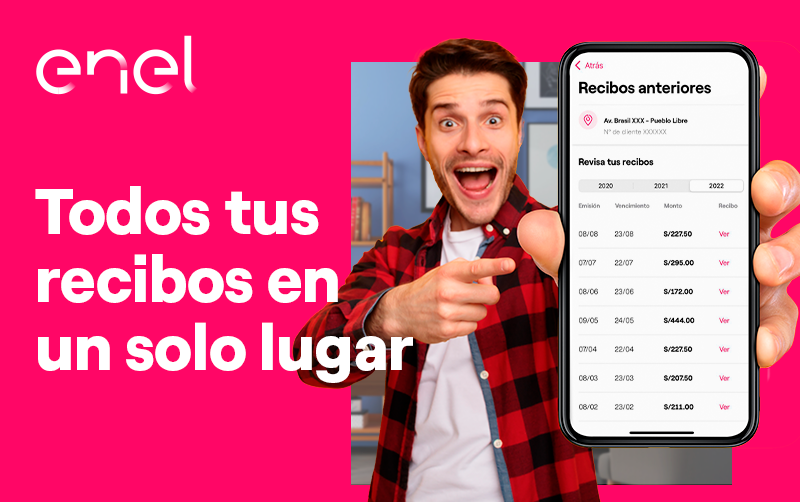 enel
Todos tus
recibos en
un solo lugar
Atrás
Recibos anteriores
Av. Brasil XXX - Pueblo Libre
N° de cliente XXXXXX
Revisa tus recibos
2020 2021 2022
Emisión Vencimiento Monto Recibo
08/08 23/08 S/227.50 Ver
07/07 22/07 S/295.00 Ver
08/06 23/06 S/172.00 Ver
09/05 24/05 S/444.00 Ver
07/04 22/04 S/227.50 Ver
08/03 23/03 S/207.50 Ver
08/02 23/02 S/211.00 Ver